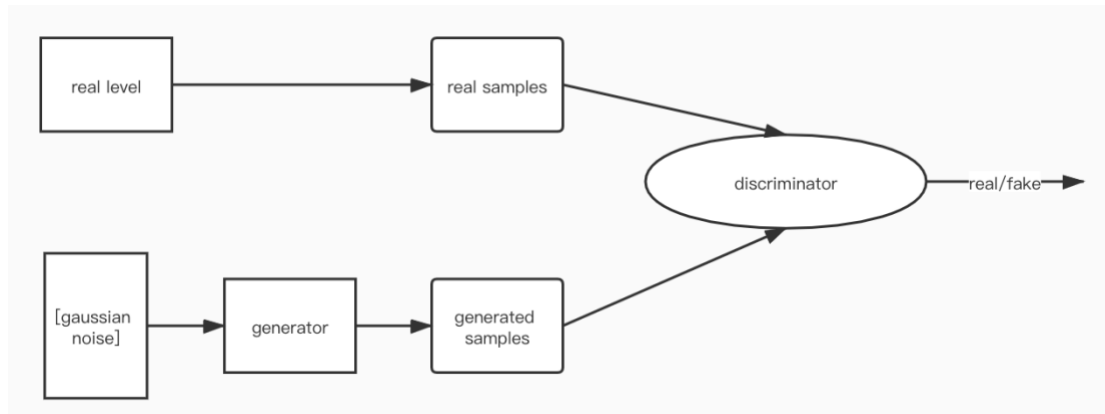 real level
real samples
discriminator
real/fake
[gaussian
noise]
generator
generated
samples